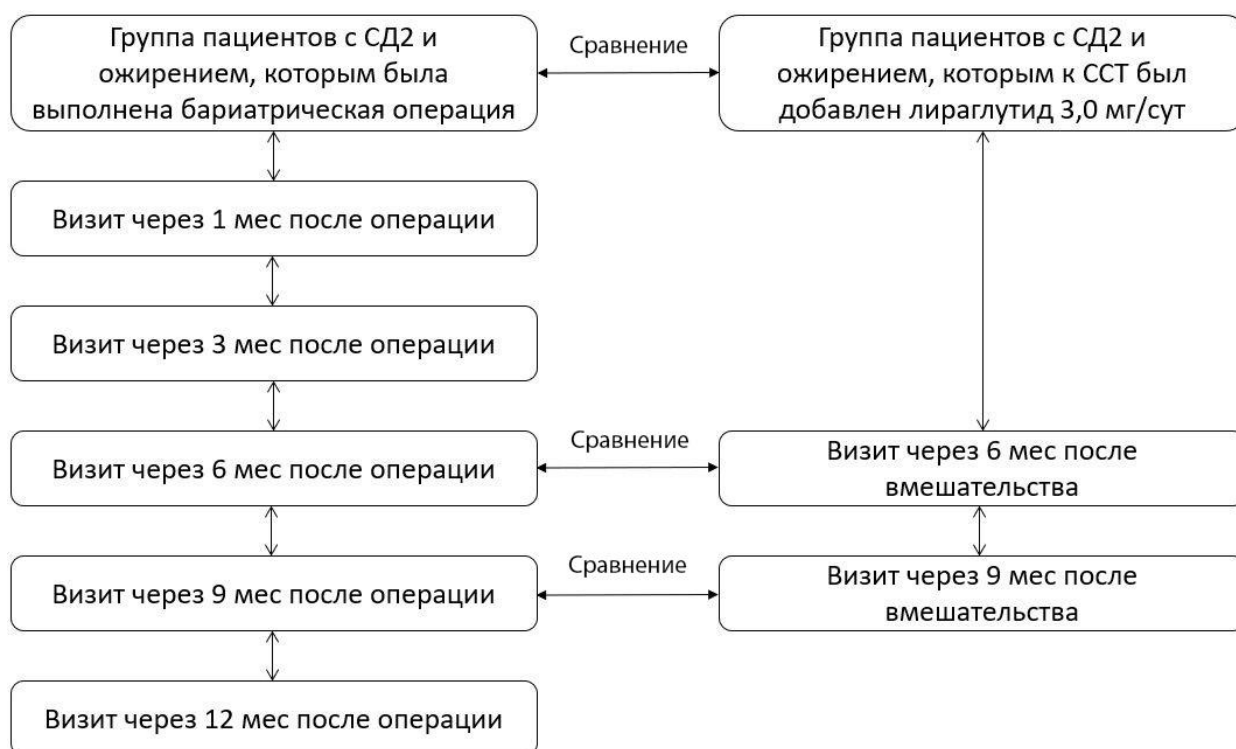 Группа пациентов с СД2 и
ожирением, которым была
выполнена бариатрическая операция
Сравнение
Группа пациентов с СД2 и
ожирением, которым к ССТ был
добавлен лираглутид 3,0 мг/сут
Визит через 1 мес после операции
Визит через 3 мес после операции
Визит через 6 мес после операции
Сравнение
Визит через 6 мес после
вмешательства
Визит через 9 мес после операции
Сравнение
Визит через 9 мес после
вмешательства
Визит через 12 мес после операции